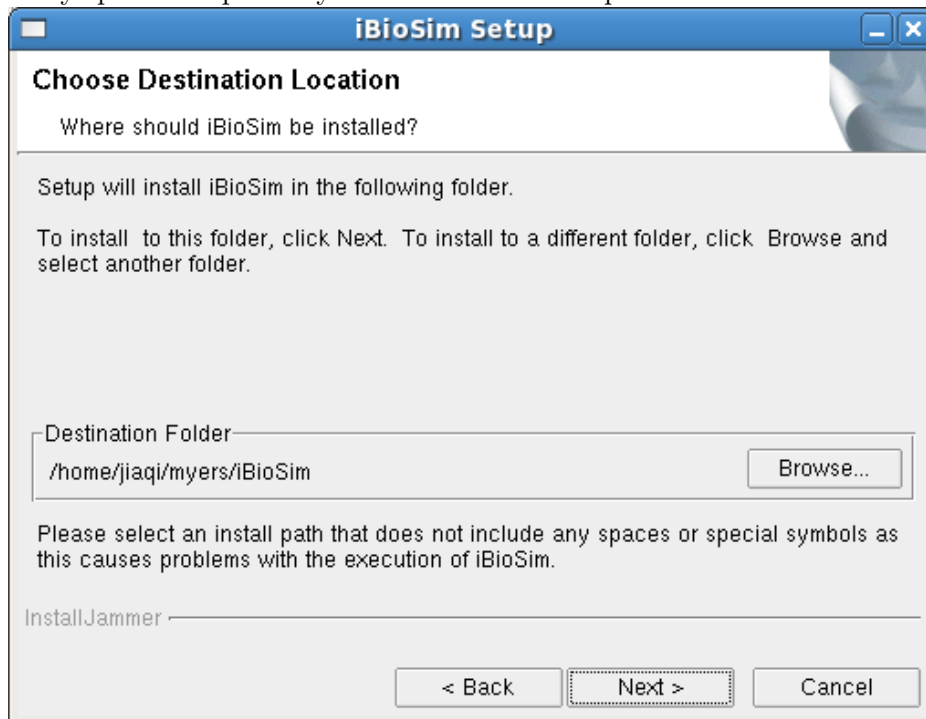 iBioSim Setup
Choose Destination Location
Where should iBioSim be installed?
Setup will install iBioSim in the following folder.
To install  to this folder, click Next.  To install to a different folder, click  Browse and
select another folder.
Destination Folder
/home/jiaqi/myers/iBioSim
Browse...
Please select an install path that does not include any spaces or special symbols as
this causes problems with the execution of iBioSim.
InstallJammer
< Back
Next >
Cancel